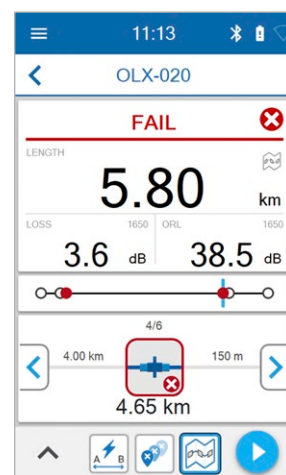 11:13
OLX-020
FAIL
LENGTH
5.80 km
LOSS 1650 ORL 1650
3.6 dB 38.5 dB
4/6
4.00 km 150 m
4.65 km
A B